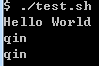 $ ./test.sh
Hello World
qin
qin